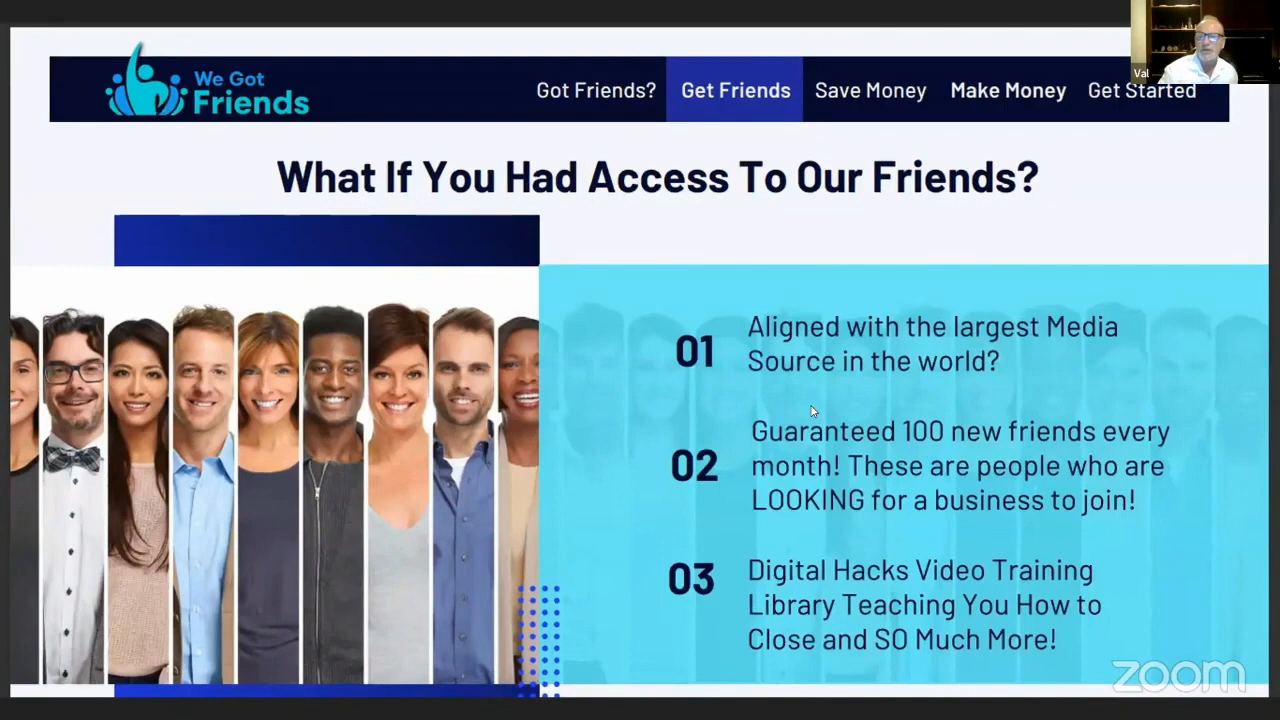 We Got
Friends
Got Friends? Get Friends Save Money Make Money Get Started
Val
What If You Had Access To Our Friends?
01
Aligned with the largest Media
Source in the world?
02
Guaranteed 100 new friends every
month! These are people who are
LOOKING for a business to join!
03
Digital Hacks Video Training
Library Teaching You How to
Close and SO Much More!
zoom